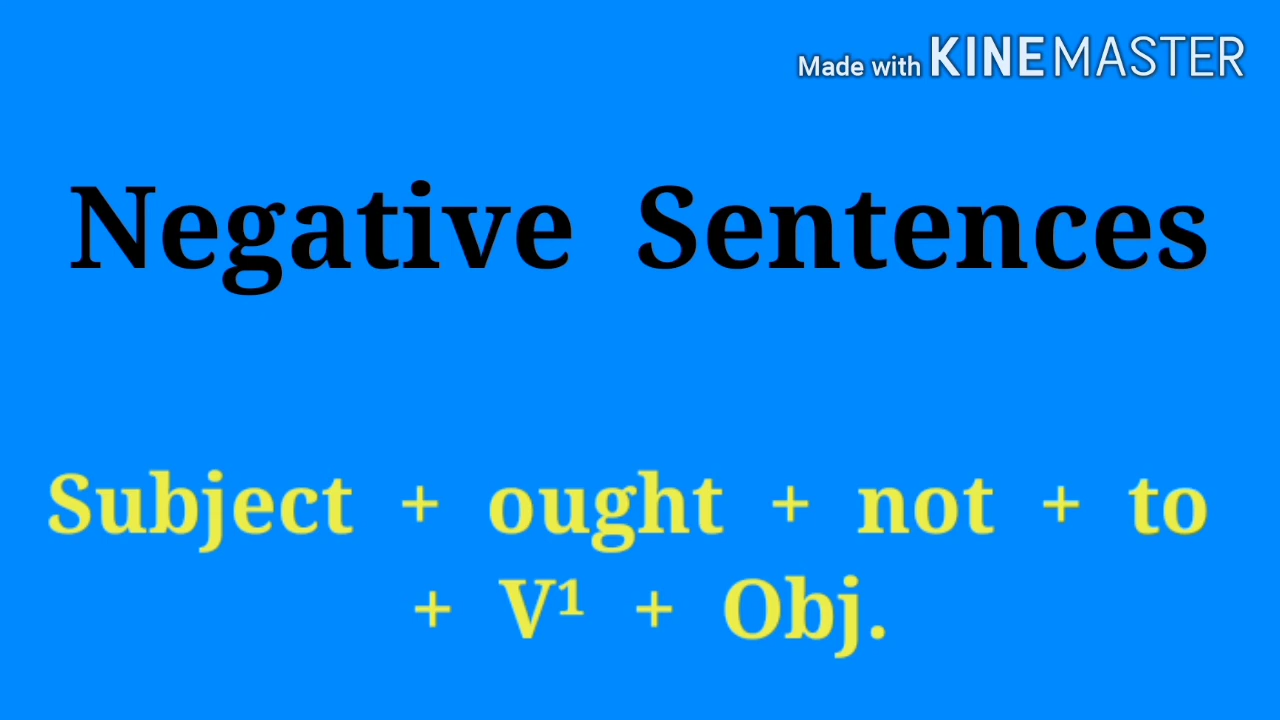 Made with KINEMASTER
Negative Sentences
Subject + ought + not + to
+ V¹ + Obj.